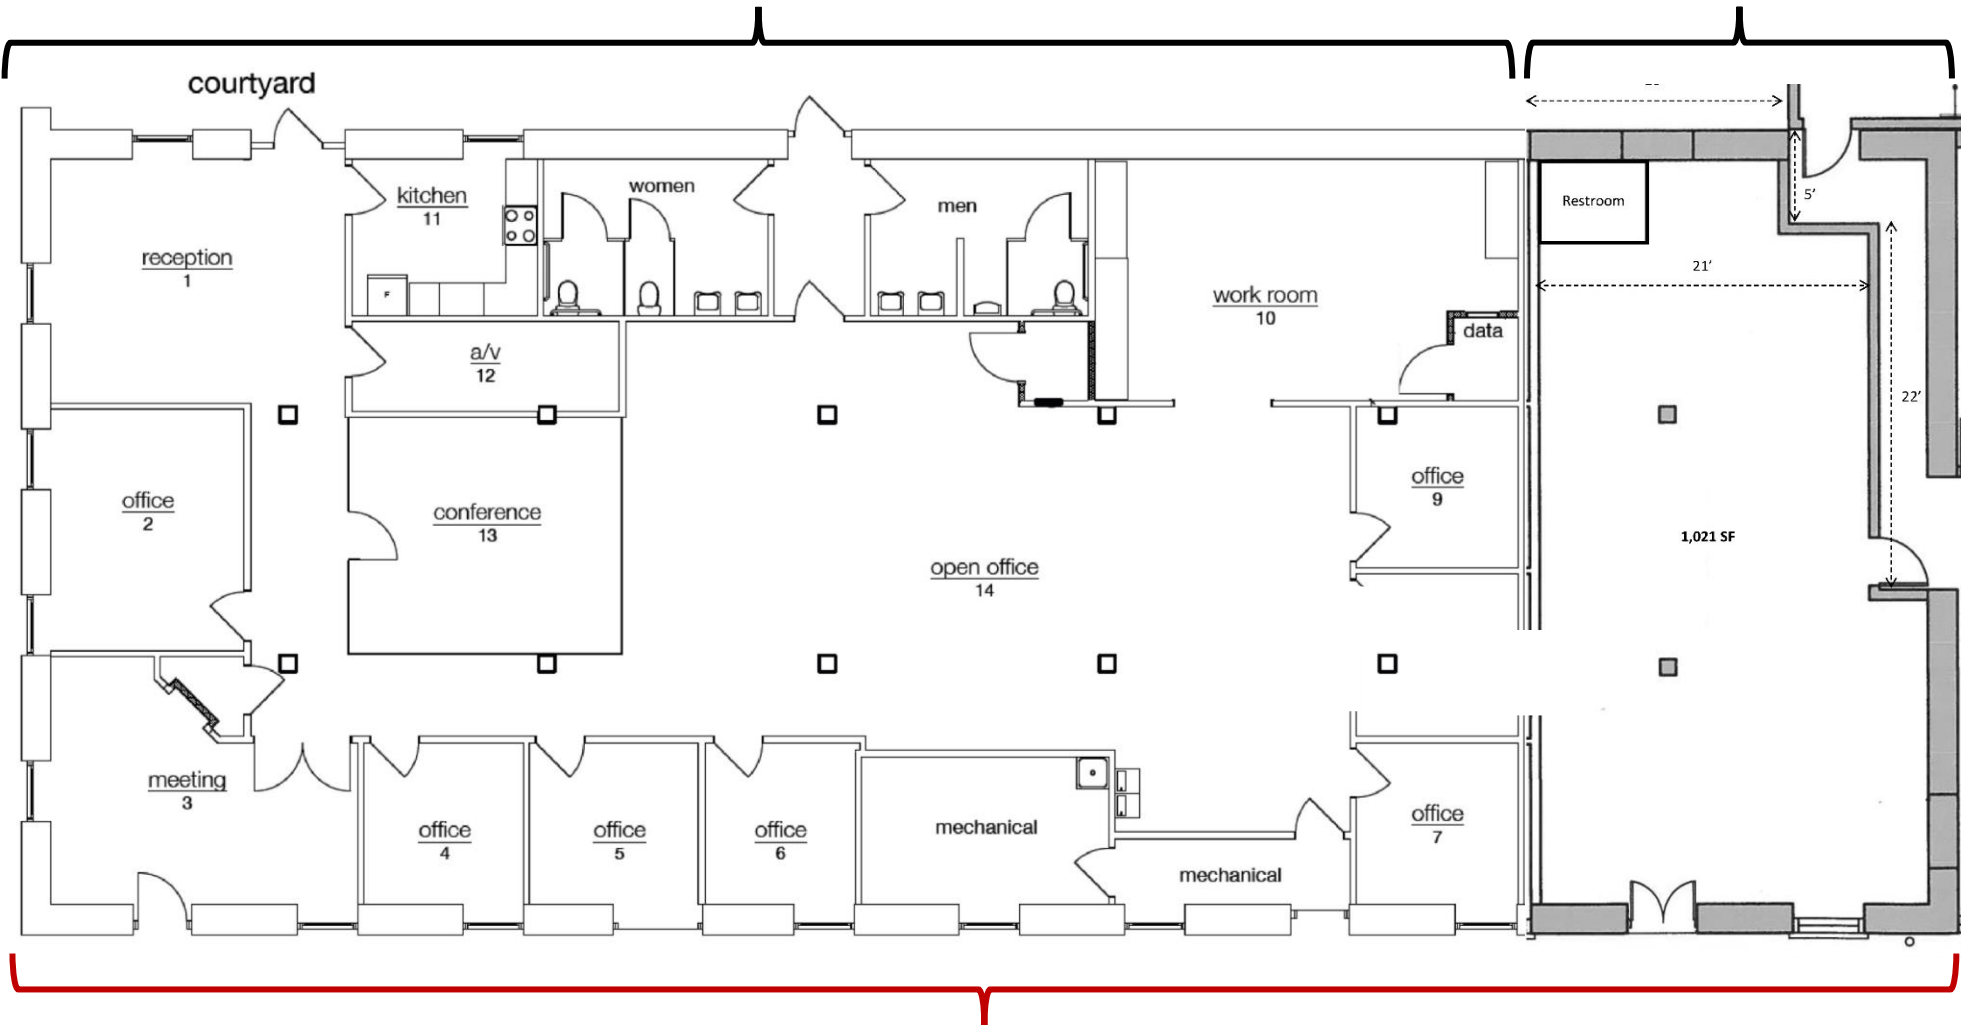 courtyard
5'
Restroom
kitchen
11
women
men
reception
1
F
21'
work room
10
data
a/v
12
22'
office
2
conference
13
office
9
1,021 SF
open office
14
meeting
3
office
4
office
5
office
6
mechanical
mechanical
office
7